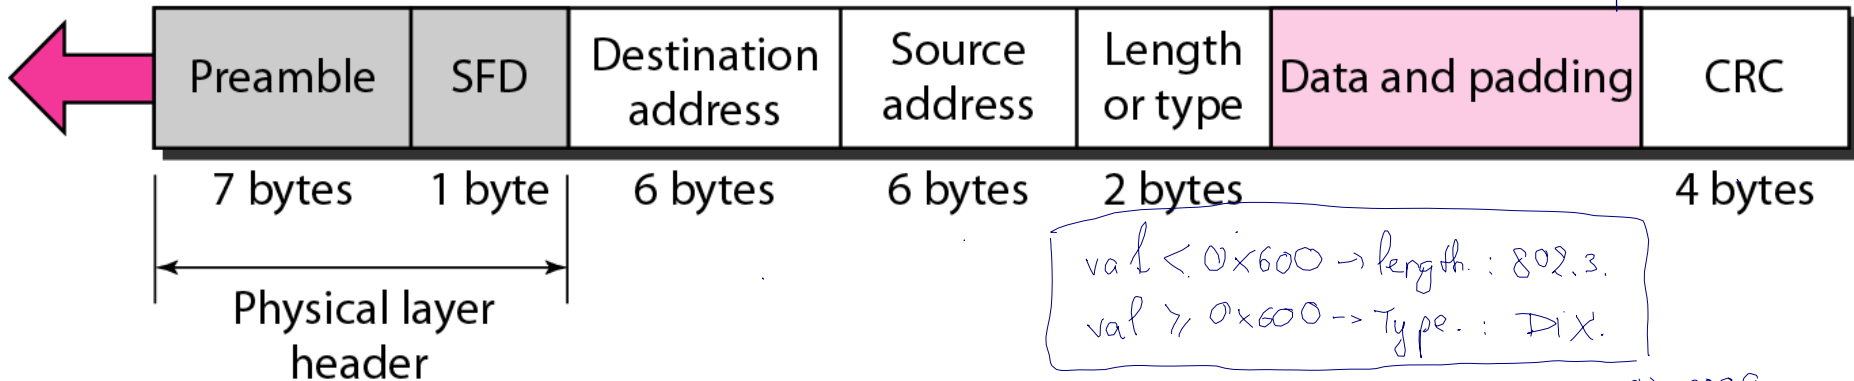 Preamble
SFD
Destination
address
Source
address
Length
or type
Data and padding
CRC
7 bytes
1 byte
6 bytes
6 bytes
2 bytes
4 bytes
Physical layer
header
val < 0x600 -> length. : 802.3.
val ⩾ 0x600 -> Type. : DiX.